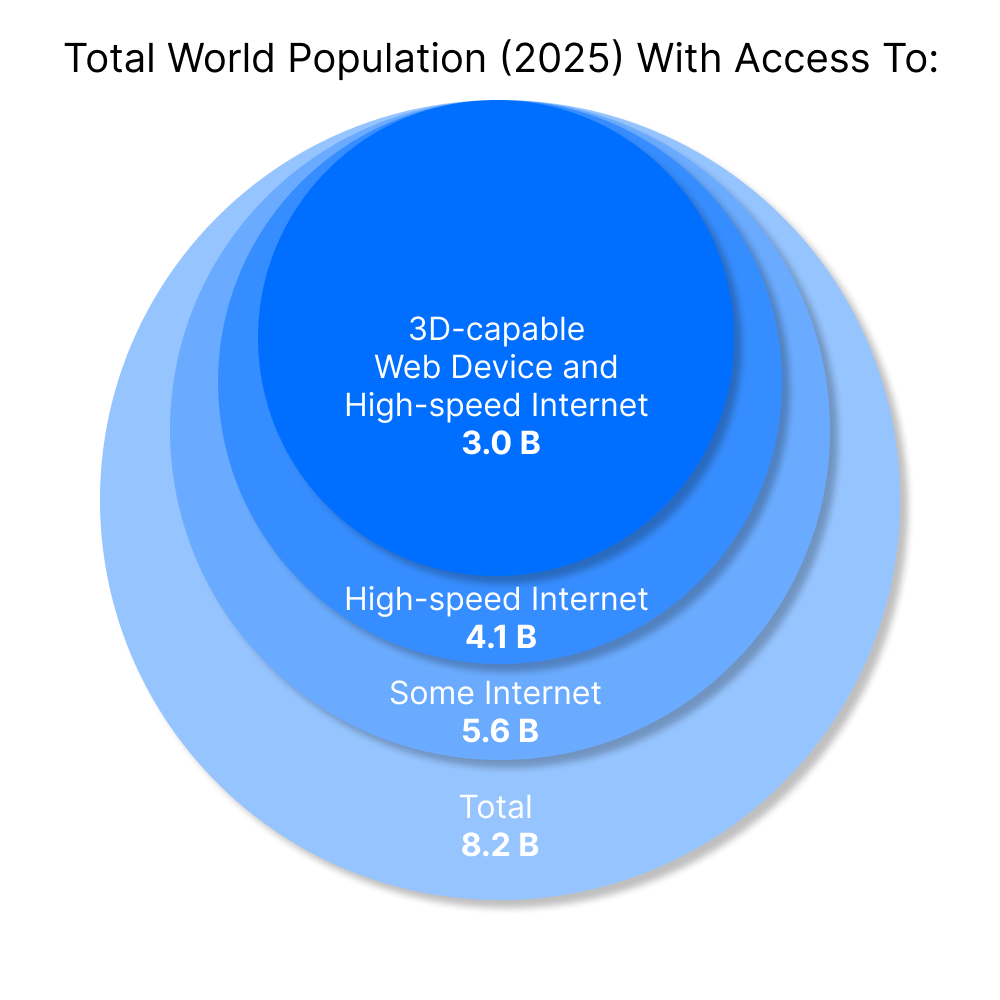 Total World Population (2025) With Access To:
3D-capable
Web Device and
High-speed Internet
3.0 B
High-speed Internet
4.1 B
Some Internet
5.6 B
Total
8.2 B